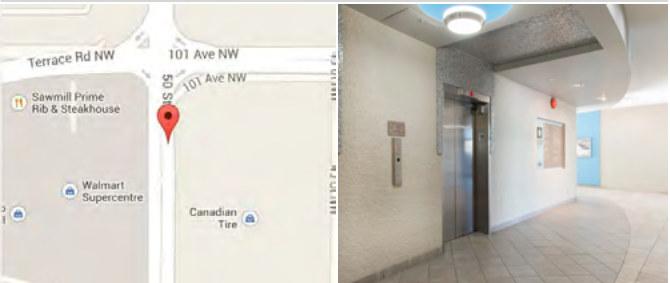 Terrace Rd NW
101 Ave NW
101 Ave NW
50 St
Sawmill Prime
Rib & Steakhouse
Walmart
Supercentre
Canadian
Tire